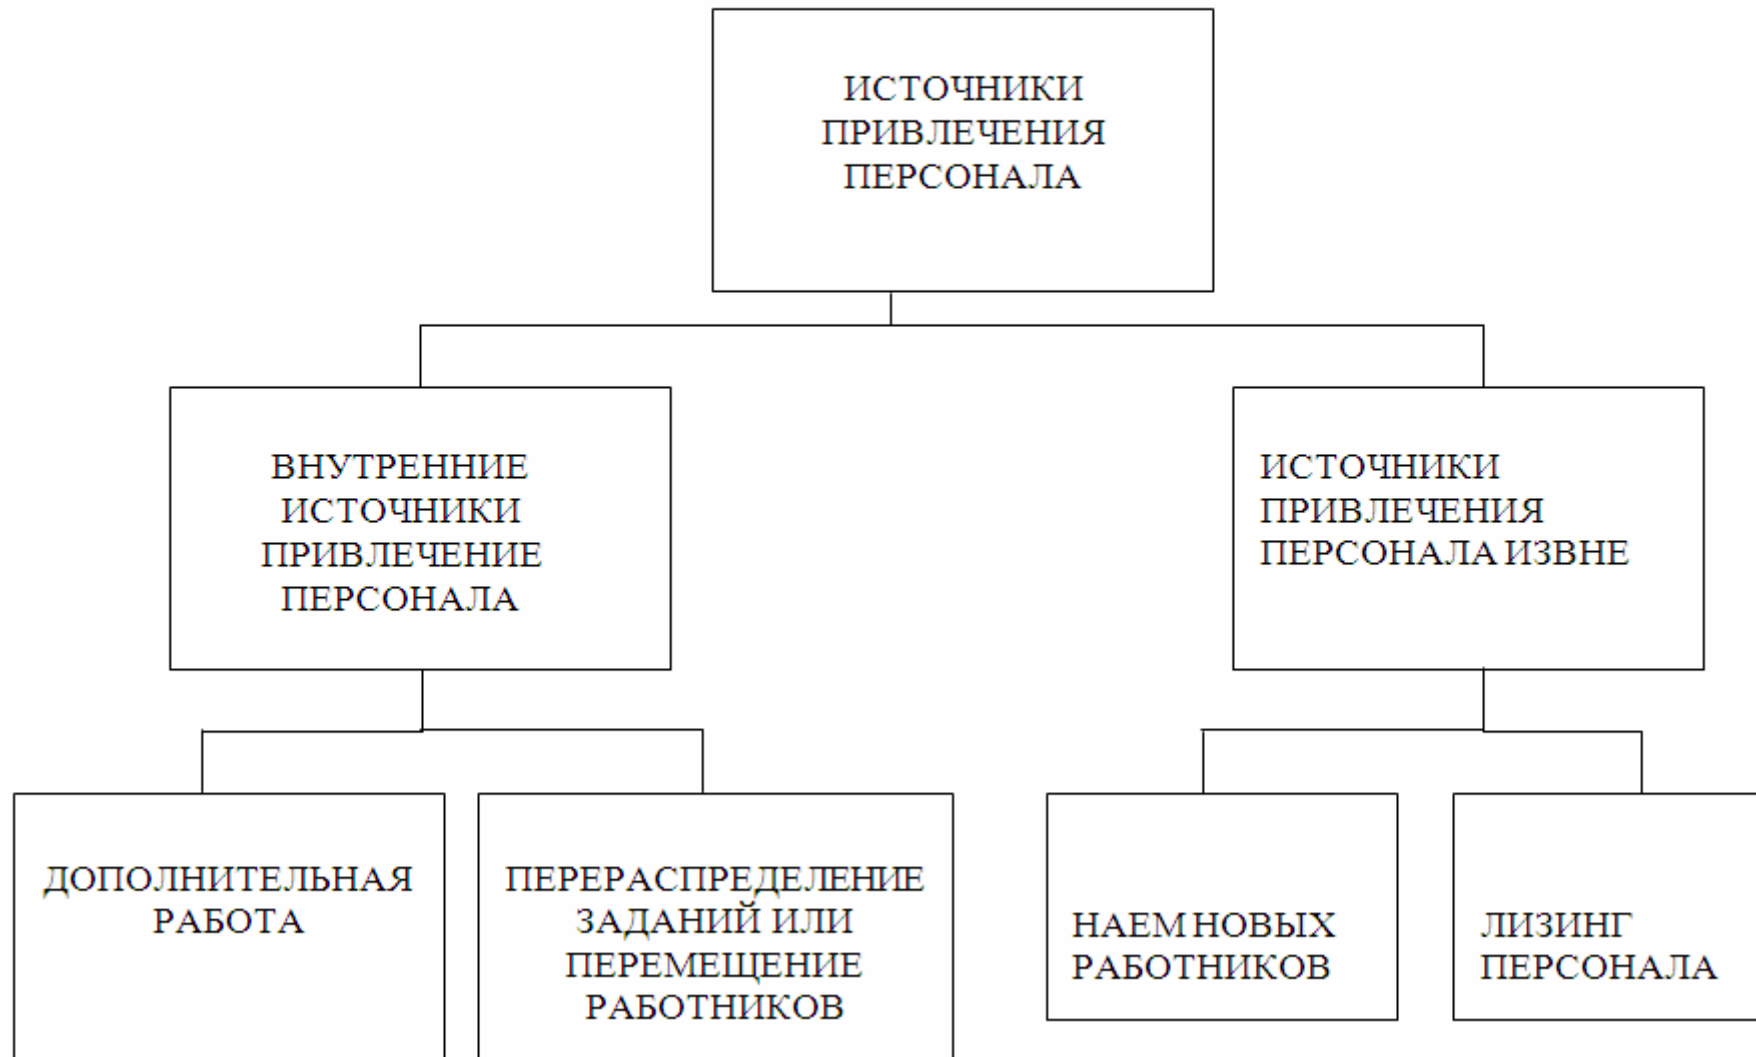 ИСТОЧНИКИ
ПРИВЛЕЧЕНИЯ
ПЕРСОНАЛА
ВНУТРЕННИЕ
ИСТОЧНИКИ
ПРИВЛЕЧЕНИЕ
ПЕРСОНАЛА
ИСТОЧНИКИ
ПРИВЛЕЧЕНИЯ
ПЕРСОНАЛА ИЗВНЕ
ДОПОЛНИТЕЛЬНАЯ
РАБОТА
ПЕРЕРАСПРЕДЕЛЕНИЕ
ЗАДАНИЙ ИЛИ
ПЕРЕМЕЩЕНИЕ
РАБОТНИКОВ
НАЕМ НОВЫХ
РАБОТНИКОВ
ЛИЗИНГ
ПЕРСОНАЛА